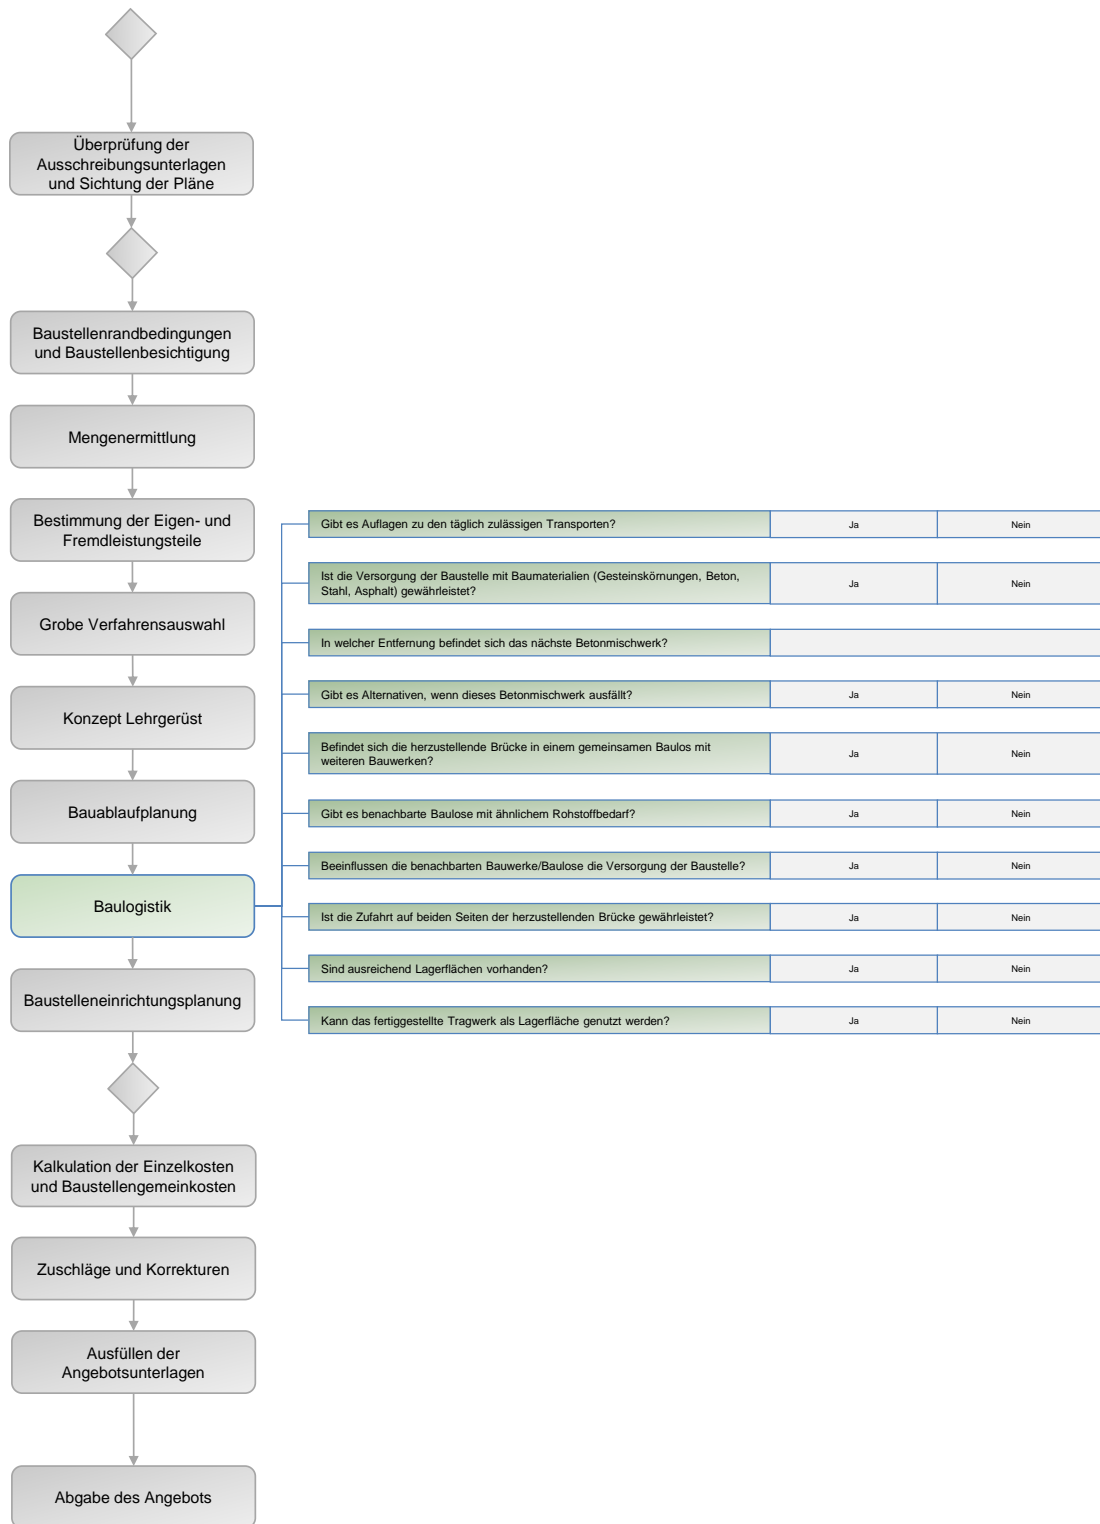 Überprüfung der
Ausschreibungsunterlagen
und Sichtung der Pläne
Baustellenrandbedingungen
und Baustellenbesichtigung
Mengenermittlung
Bestimmung der Eigen- und
Fremdleistungsteile
Grobe Verfahrensauswahl
Konzept Lehrgerüst
Bauablaufplanung
Baulogistik
Baustelleneinrichtungsplanung
Kalkulation der Einzelkosten
und Baustellengemeinkosten
Zuschläge und Korrekturen
Ausfüllen der
Angebotsunterlagen
Abgabe des Angebots
Gibt es Auflagen zu den täglich zulässigen Transporten? Ja Nein
Ist die Versorgung der Baustelle mit Baumaterialien (Gesteinskörnungen, Beton,
Stahl, Asphalt) gewährleistet? Ja Nein
In welcher Entfernung befindet sich das nächste Betonmischwerk?
Gibt es Alternativen, wenn dieses Betonmischwerk ausfällt? Ja Nein
Befindet sich die herzustellende Brücke in einem gemeinsamen Baulos mit
weiteren Bauwerken? Ja Nein
Gibt es benachbarte Baulose mit ähnlichem Rohstoffbedarf? Ja Nein
Beeinflussen die benachbarten Bauwerke/Baulose die Versorgung der Baustelle? Ja Nein
Ist die Zufahrt auf beiden Seiten der herzustellenden Brücke gewährleistet? Ja Nein
Sind ausreichend Lagerflächen vorhanden? Ja Nein
Kann das fertiggestellte Tragwerk als Lagerfläche genutzt werden? Ja Nein